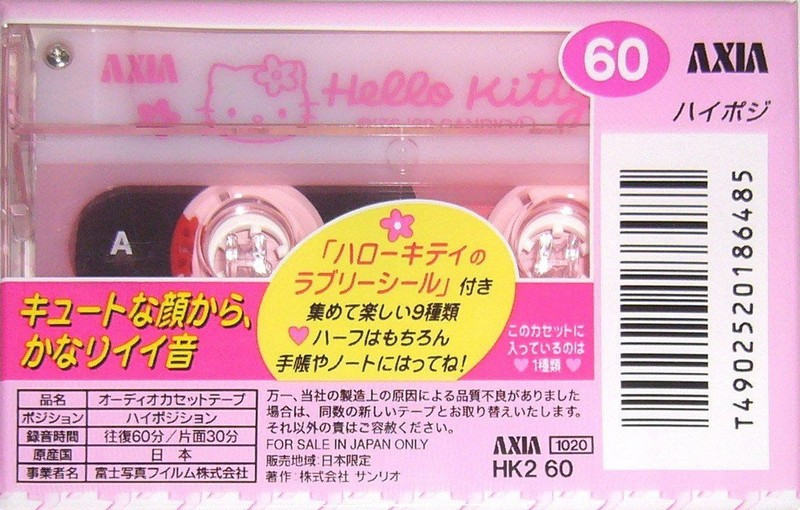 AXIA
Hello Kitty
60
AXIA
ハイポジ
A
「ハローキティの
ラブリーシール」付き
集めて楽しい9種類
ハーフはもちろん
手帳やノートにはってね!
キュートな顔から、
かなりイイ音
このカセットに
入っているのは
1種類
T4902520186485
品名 オーディオカセットテープ
ポジション ハイポジション
録音時間 往復60分/片面30分
原産国 日本
事業者名 富士写真フイルム株式会社
万一、当社の製造上の原因による品質不良がありました
場合は、同数の新しいテープとお取り替えいたします。
それ以外の責はご容赦ください。
FOR SALE IN JAPAN ONLY
販売地域:日本限定
著作:株式会社 サンリオ
AXIA 1020
HK2 60